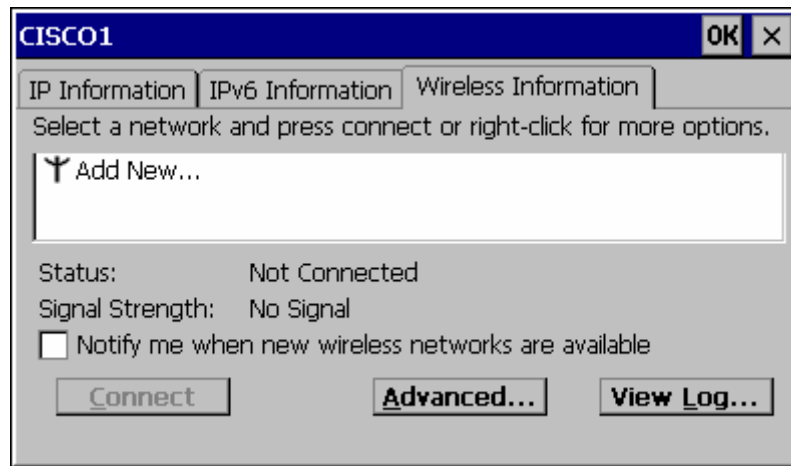 CISCO1 OK ×
IP Information IPv6 Information Wireless Information
Select a network and press connect or right-click for more options.
Add New...
Status: Not Connected
Signal Strength: No Signal
Notify me when new wireless networks are available
Connect Advanced... View Log...